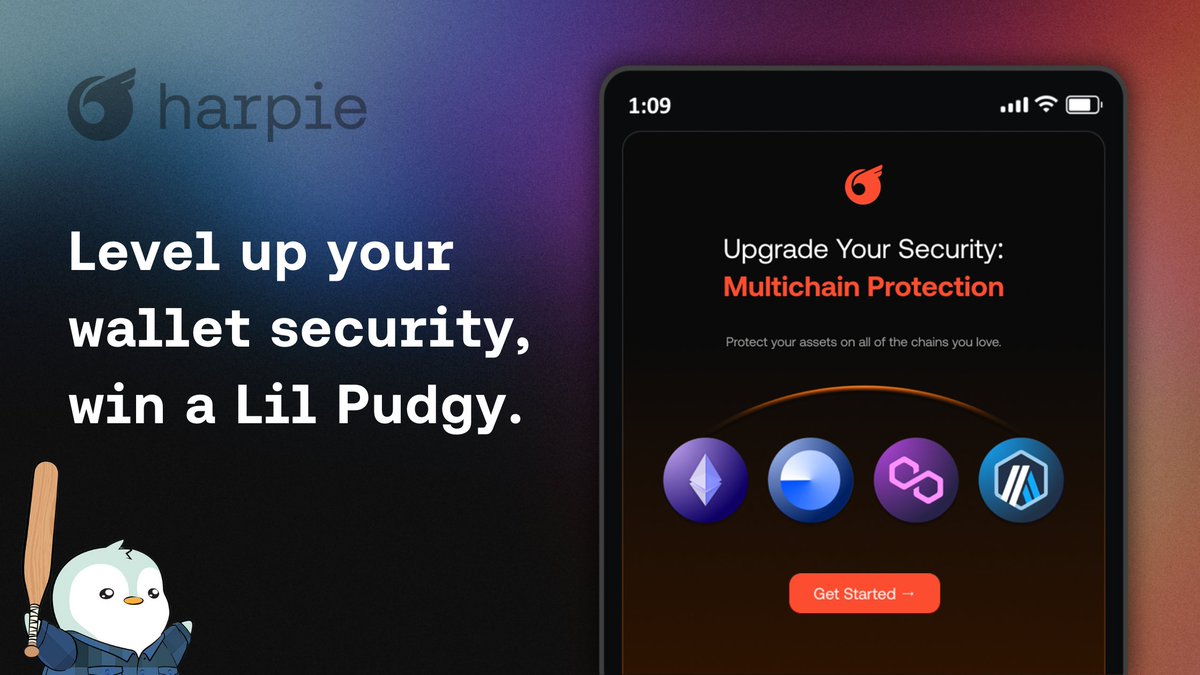 harpie
Level up your
wallet security,
win a Lil Pudgy.
1:09
Upgrade Your Security:
Multichain Protection
Protect your assets on all of the chains you love.
Get Started →